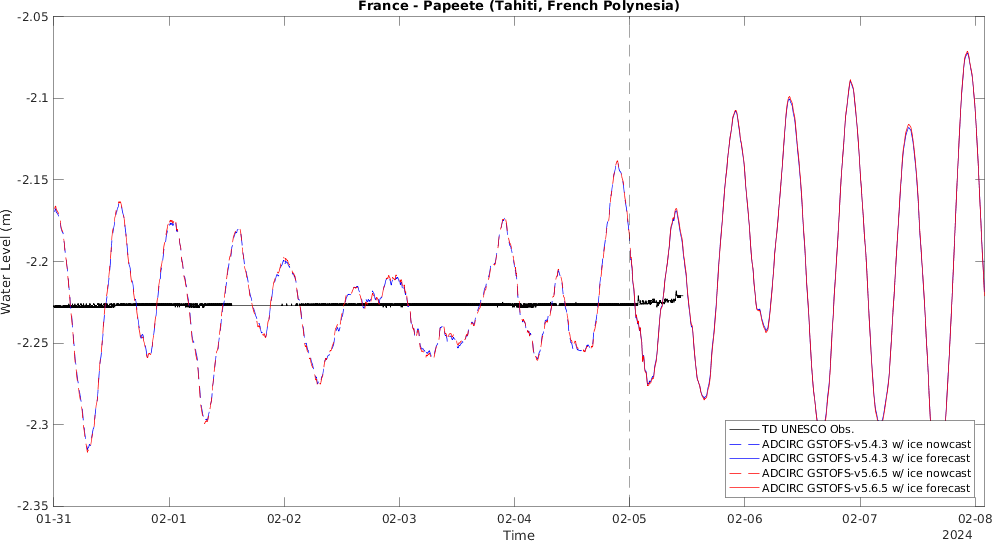 France - Papeete (Tahiti, French Polynesia)
Water Level (m)
-2.05
-2.1
-2.15
-2.2
-2.25
-2.3
-2.35
TD UNESCO Obs.
ADCIRC GSTOFS-v5.4.3 w/ ice nowcast
ADCIRC GSTOFS-v5.4.3 w/ ice forecast
ADCIRC GSTOFS-v5.6.5 w/ ice nowcast
ADCIRC GSTOFS-v5.6.5 w/ ice forecast
01-31 02-01 02-02 02-03 02-04 02-05 02-06 02-07 02-08
Time 2024